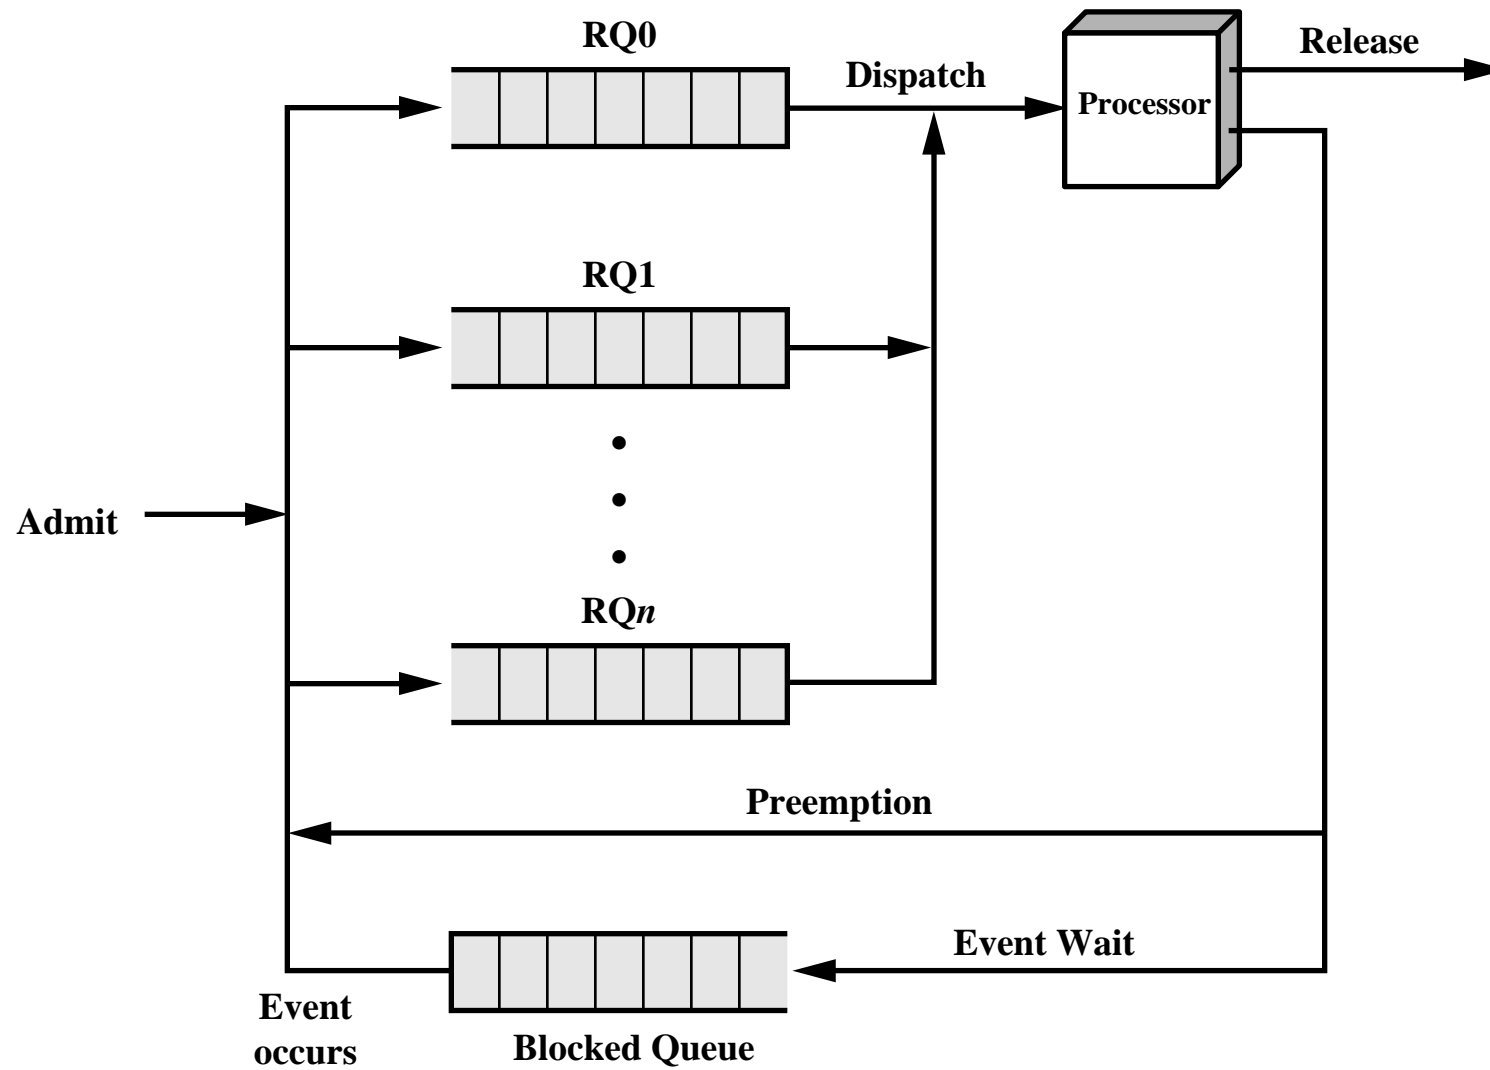 RQ0
Release
Dispatch
Processor
RQ1
Admit
RQn
Preemption
Event Wait
Event
occurs
Blocked Queue